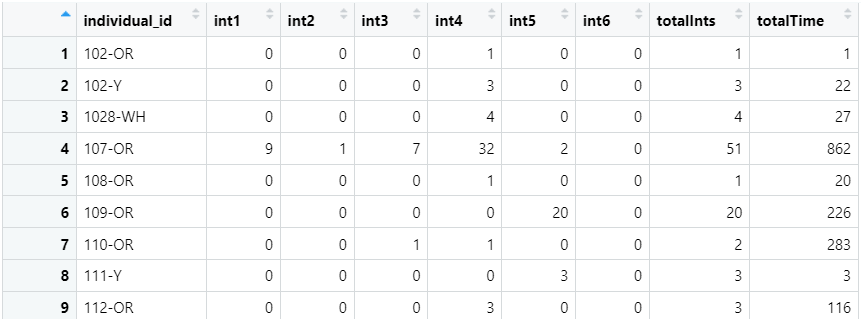 individual_id int1 int2 int3 int4 int5 int6 totalInts totalTime
1 102-OR 0 0 0 1 0 0 1 1
2 102-Y 0 0 0 3 0 0 3 22
3 1028-WH 0 0 0 4 0 0 4 27
4 107-OR 9 1 7 32 2 0 51 862
5 108-OR 0 0 0 1 0 0 1 20
6 109-OR 0 0 0 0 20 0 20 226
7 110-OR 0 0 1 1 0 0 2 283
8 111-Y 0 0 0 0 3 0 3 3
9 112-OR 0 0 0 3 0 0 3 116